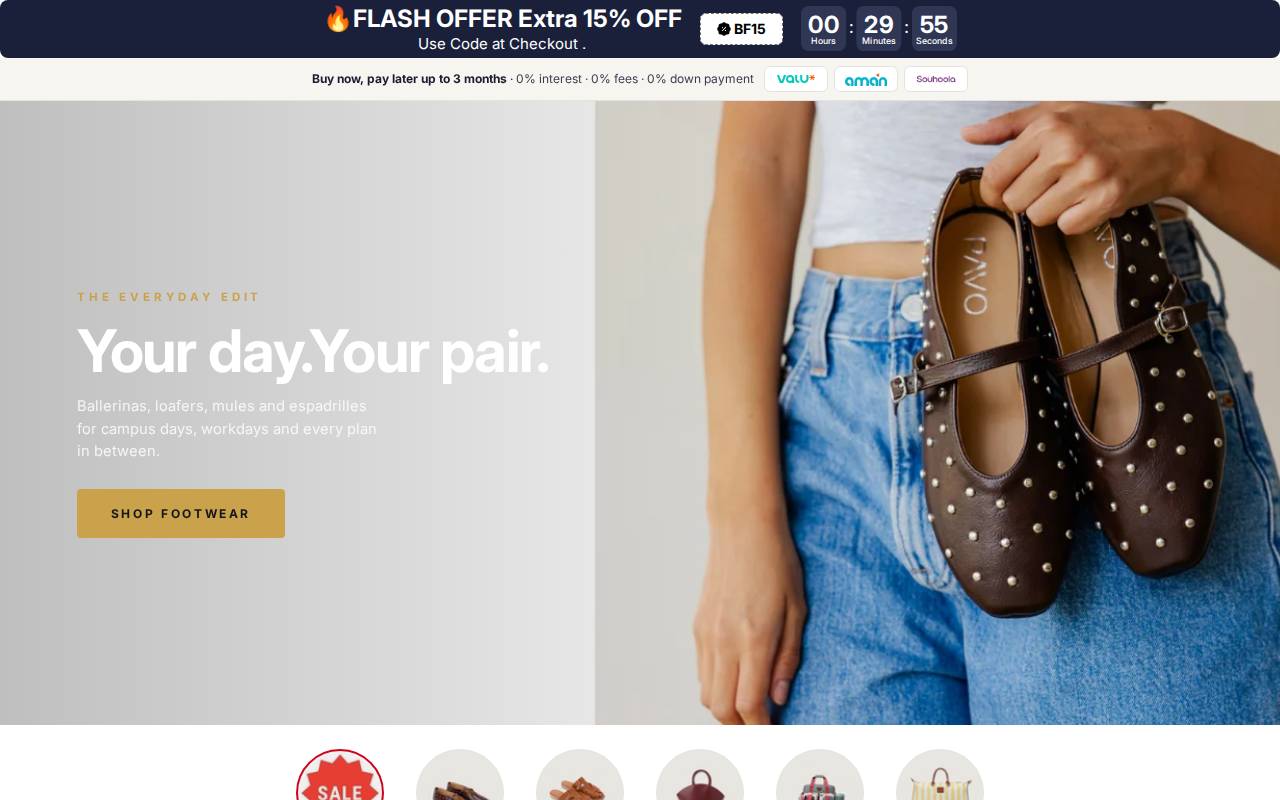 🔥FLASH OFFER Extra 15% OFF
Use Code at Checkout .
BF15
00 : 29 : 55
Hours Minutes Seconds
Buy now, pay later up to 3 months · 0% interest · 0% fees · 0% down payment
valu*
aman
Souhoola
THE EVERYDAY EDIT
Your day.Your pair.
Ballerinas, loafers, mules and espadrilles
for campus days, workdays and every plan
in between.
SHOP FOOTWEAR
PAVO
VO
SALE